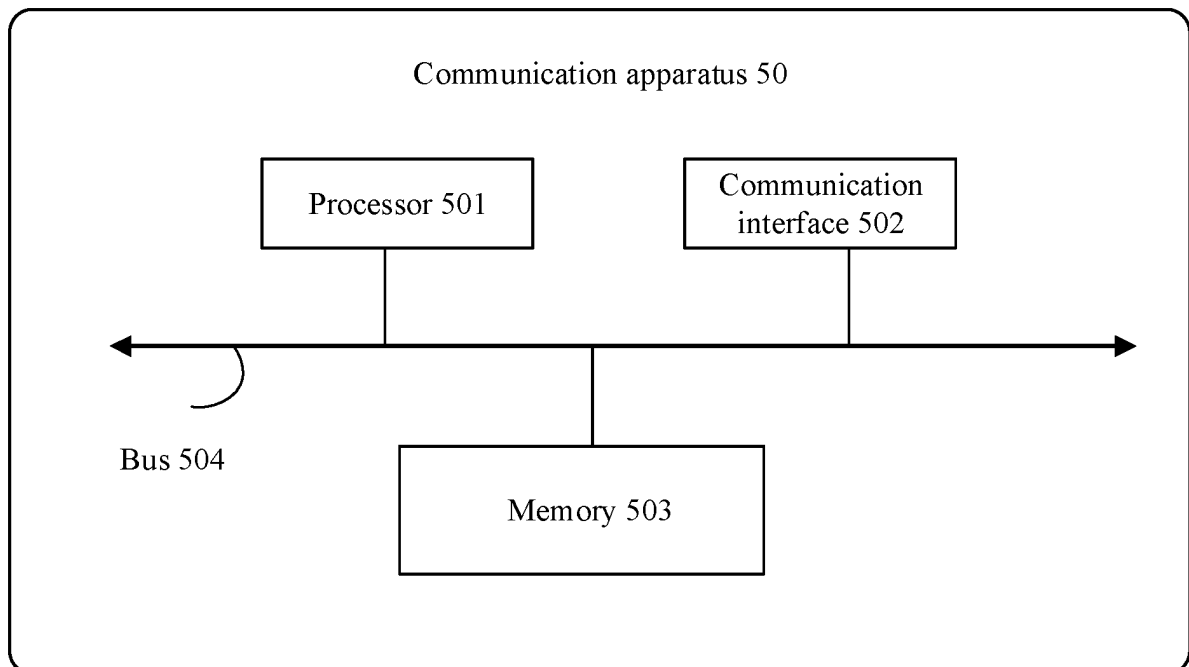 Communication apparatus 50
Processor 501
Communication
interface 502
Bus 504
Memory 503